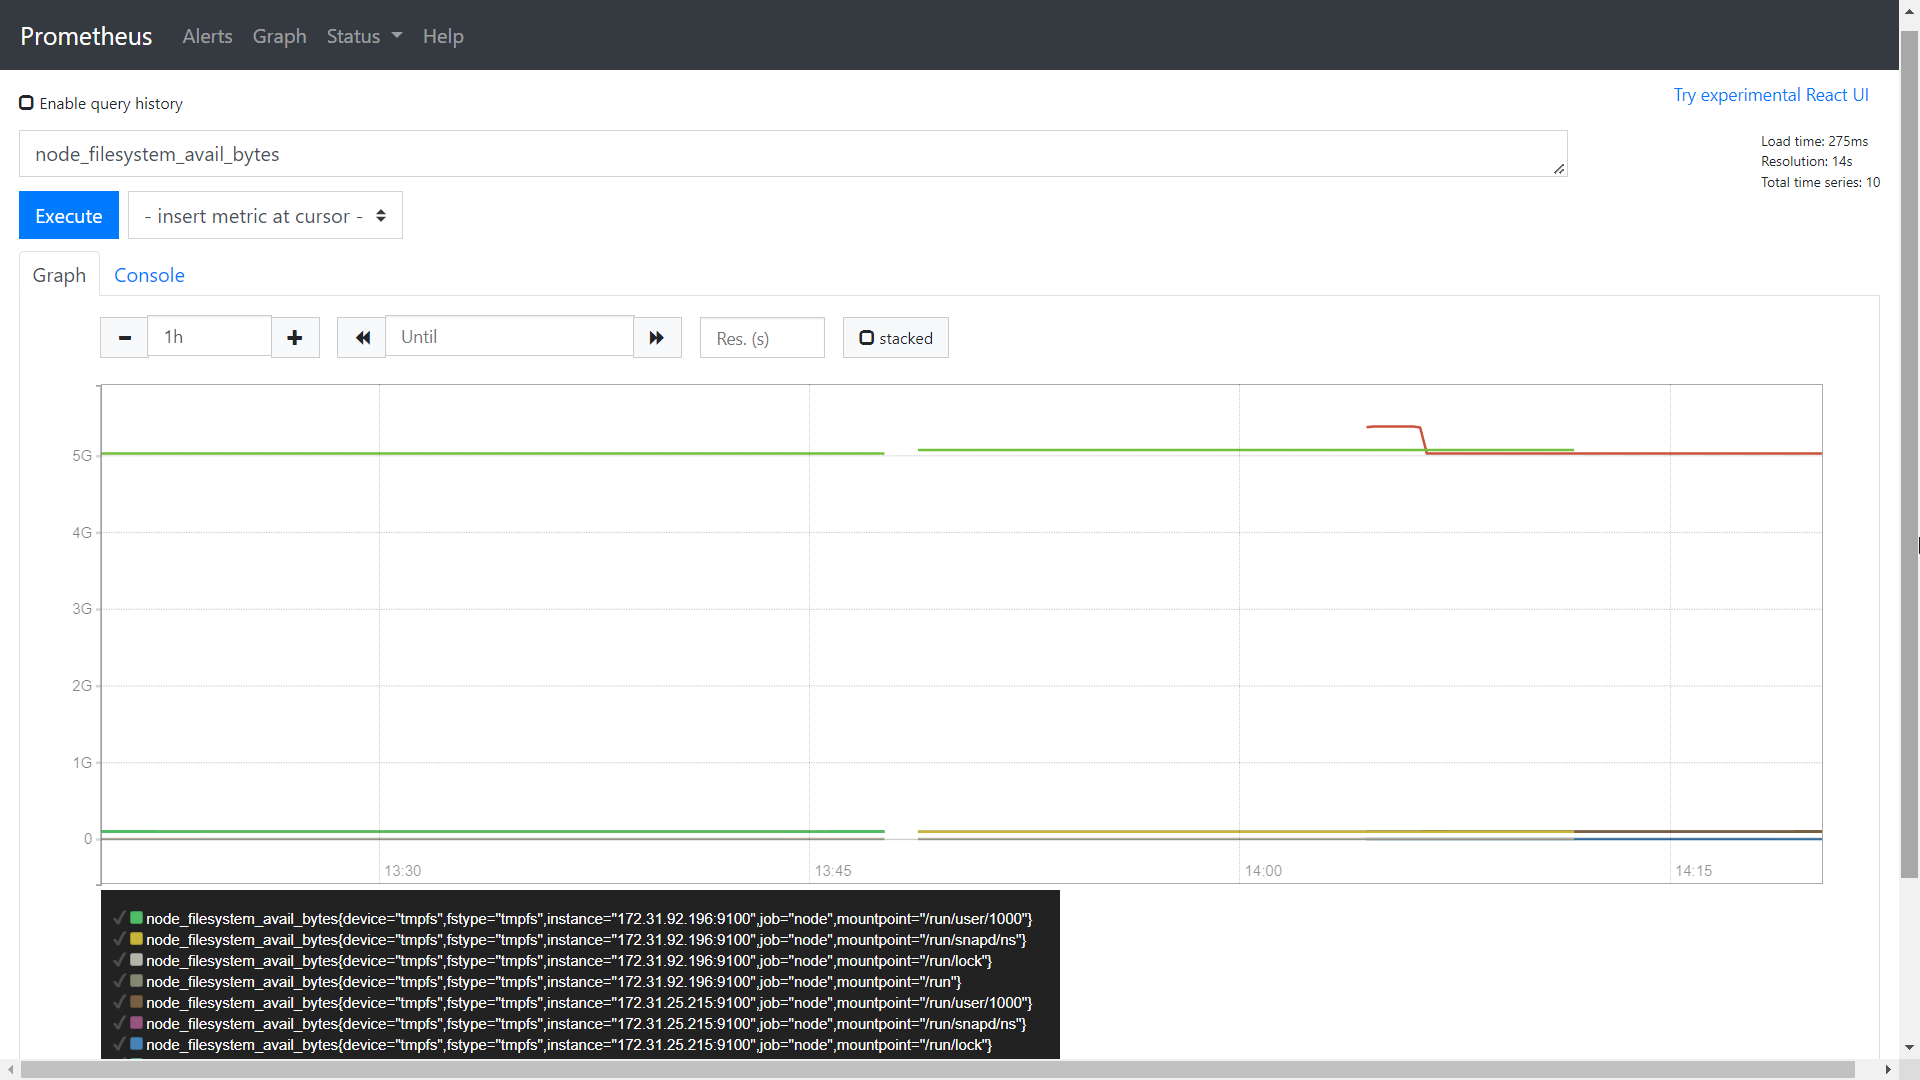 Prometheus Alerts Graph Status Help
Enable query history
Try experimental React UI
node_filesystem_avail_bytes
Load time: 275ms
Resolution: 14s
Total time series: 10
Execute
- insert metric at cursor -
Graph
Console
1h
Until
Res. (s)
stacked
5G
4G
3G
2G
1G
0
13:30
13:45
14:00
14:15
node_filesystem_avail_bytes{device="tmpfs",fstype="tmpfs",instance="172.31.92.196:9100",job="node",mountpoint="/run/user/1000"}
node_filesystem_avail_bytes{device="tmpfs",fstype="tmpfs",instance="172.31.92.196:9100",job="node",mountpoint="/run/snapd/ns"}
node_filesystem_avail_bytes{device="tmpfs",fstype="tmpfs",instance="172.31.92.196:9100",job="node",mountpoint="/run/lock"}
node_filesystem_avail_bytes{device="tmpfs",fstype="tmpfs",instance="172.31.92.196:9100",job="node",mountpoint="/run"}
node_filesystem_avail_bytes{device="tmpfs",fstype="tmpfs",instance="172.31.25.215:9100",job="node",mountpoint="/run/user/1000"}
node_filesystem_avail_bytes{device="tmpfs",fstype="tmpfs",instance="172.31.25.215:9100",job="node",mountpoint="/run/snapd/ns"}
node_filesystem_avail_bytes{device="tmpfs",fstype="tmpfs",instance="172.31.25.215:9100",job="node",mountpoint="/run/lock"}